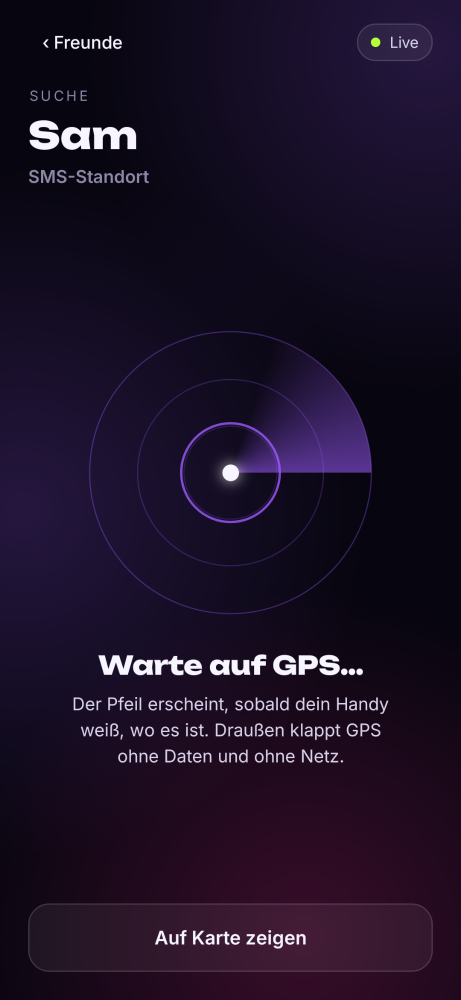 ‹ Freunde
Live
SUCHE
Sam
SMS-Standort
Warte auf GPS...
Der Pfeil erscheint, sobald dein Handy
weiß, wo es ist. Draußen klappt GPS
ohne Daten und ohne Netz.
Auf Karte zeigen